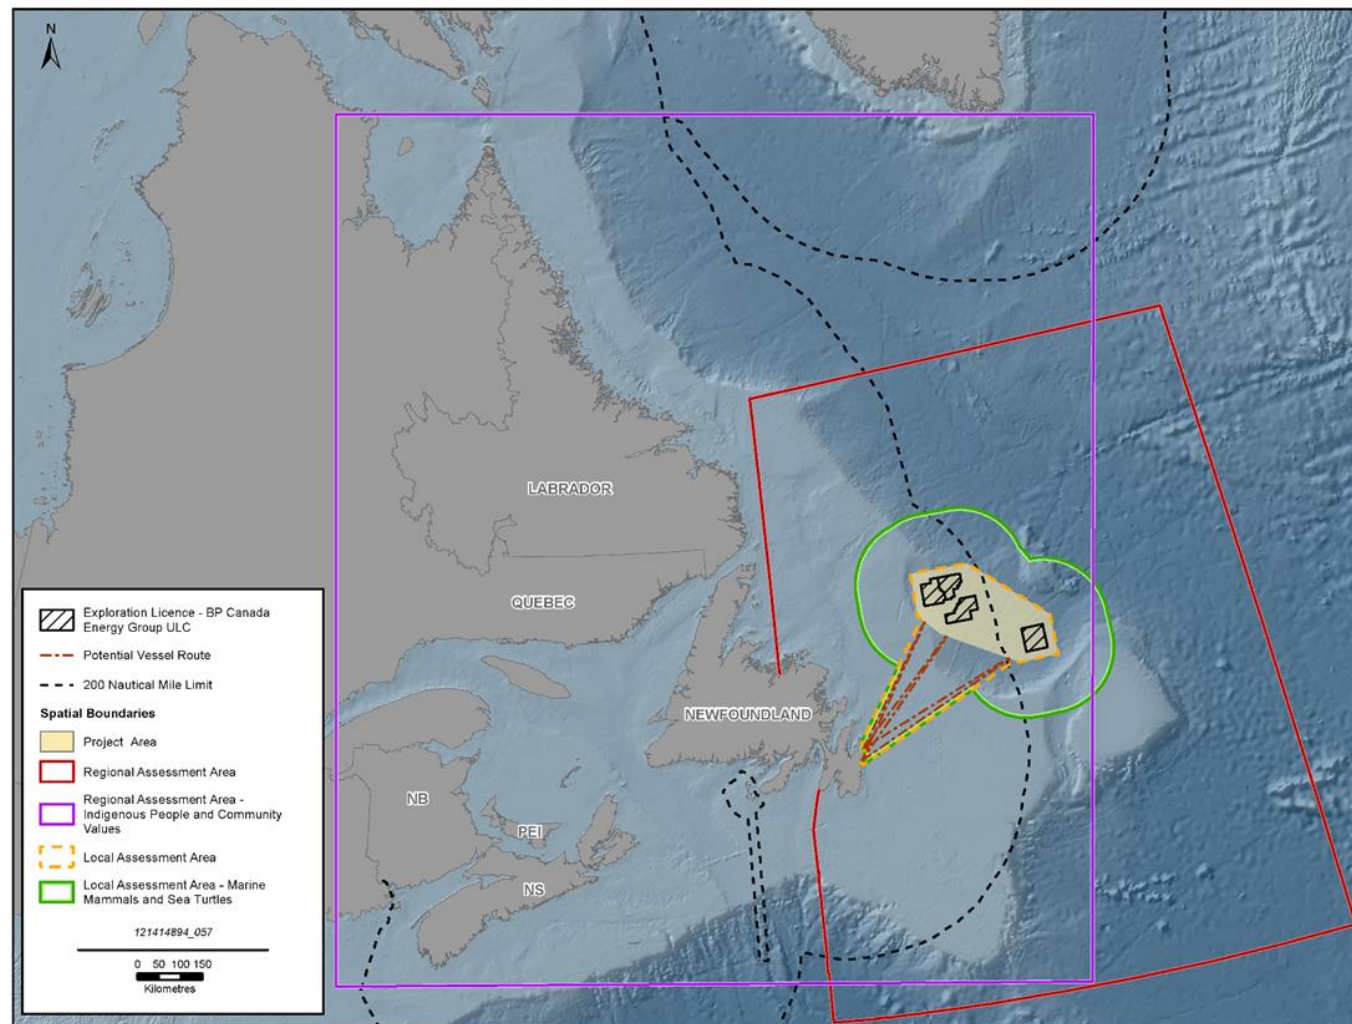 N
LABRADOR
QUEBEC
NEWFOUNDLAND
NB
PEI
NS
Exploration Licence - BP Canada
Energy Group ULC
Potential Vessel Route
200 Nautical Mile Limit
Spatial Boundaries
Project Area
Regional Assessment Area
Regional Assessment Area -
Indigenous People and Community
Values
Local Assessment Area
Local Assessment Area - Marine
Mammals and Sea Turtles
121414894_057
0 50 100 150
Kilometres